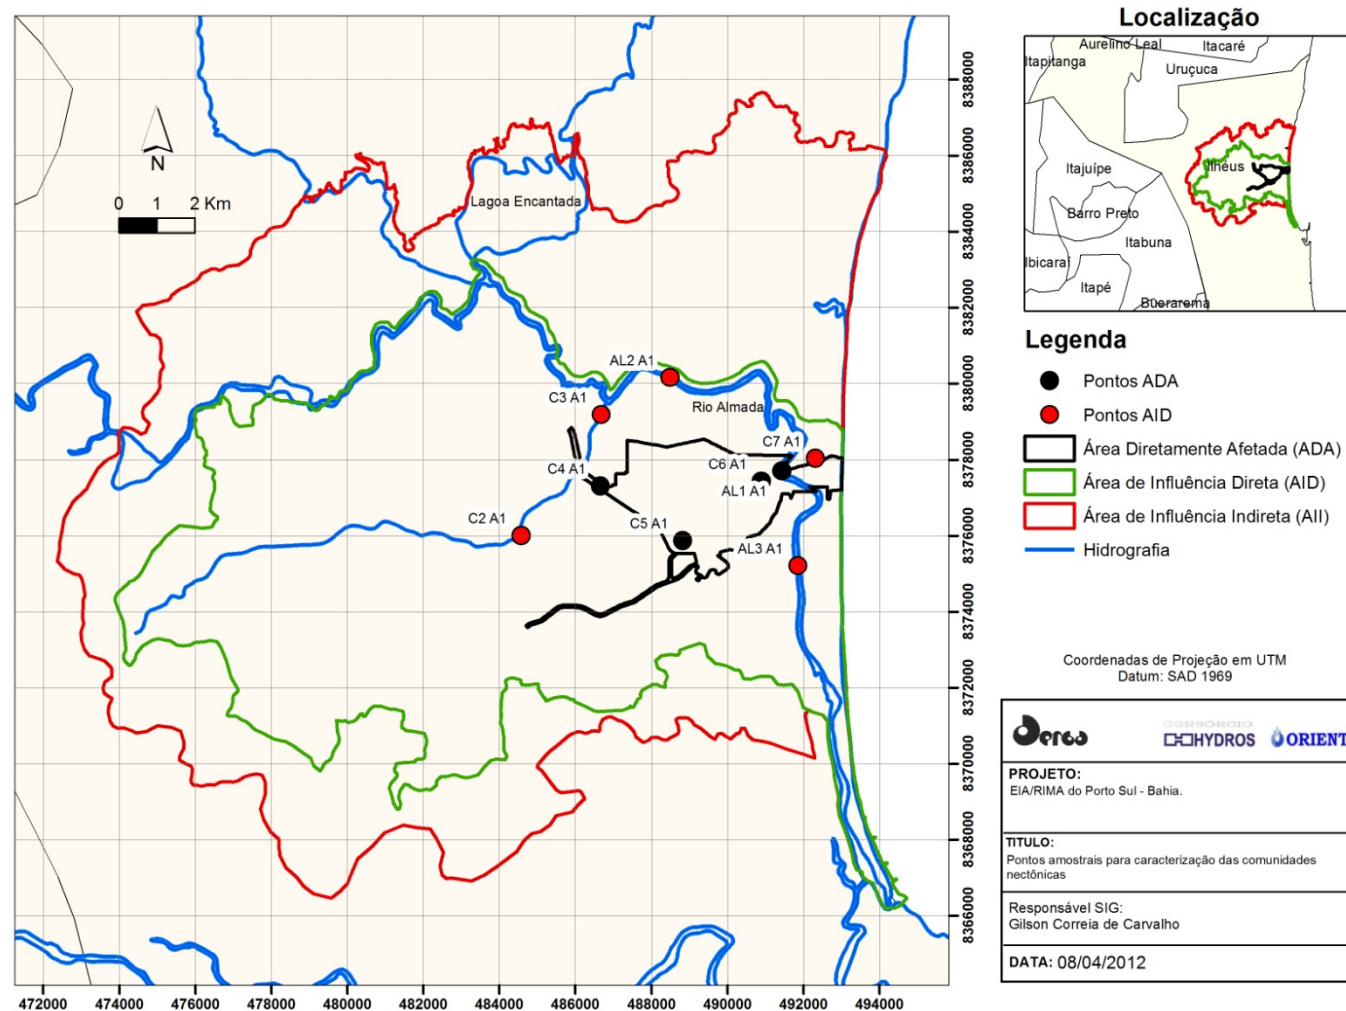 N
0 1 2 Km
Lagoa Encantada
AL2 A1
C3 A1
Rio Almada
C7 A1
C6 A1
C4 A1
AL1 A1
C2 A1
C5 A1
AL3 A1
8388000
8386000
8384000
8382000
8380000
8378000
8376000
8374000
8372000
8370000
8368000
8366000
472000 474000 476000 478000 480000 482000 484000 486000 488000 490000 492000 494000
Localização
Aurelino Leal
Itacaré
Itapitanga
Uruçuca
Itajuípe
Ilhéus
Barro Preto
Itabuna
Ibicaraí
Itapé
Buerarema
Legenda
Pontos ADA
Pontos AID
Área Diretamente Afetada (ADA)
Área de Influência Direta (AID)
Área de Influência Indireta (AII)
Hidrografia
Coordenadas de Projeção em UTM
Datum: SAD 1969
Derba
CONSÓRCIO
HYDROS ORIENT
PROJETO:
EIA/RIMA do Porto Sul - Bahia.
TITULO:
Pontos amostrais para caracterização das comunidades
nectônicas
Responsável SIG:
Gilson Correia de Carvalho
DATA: 08/04/2012